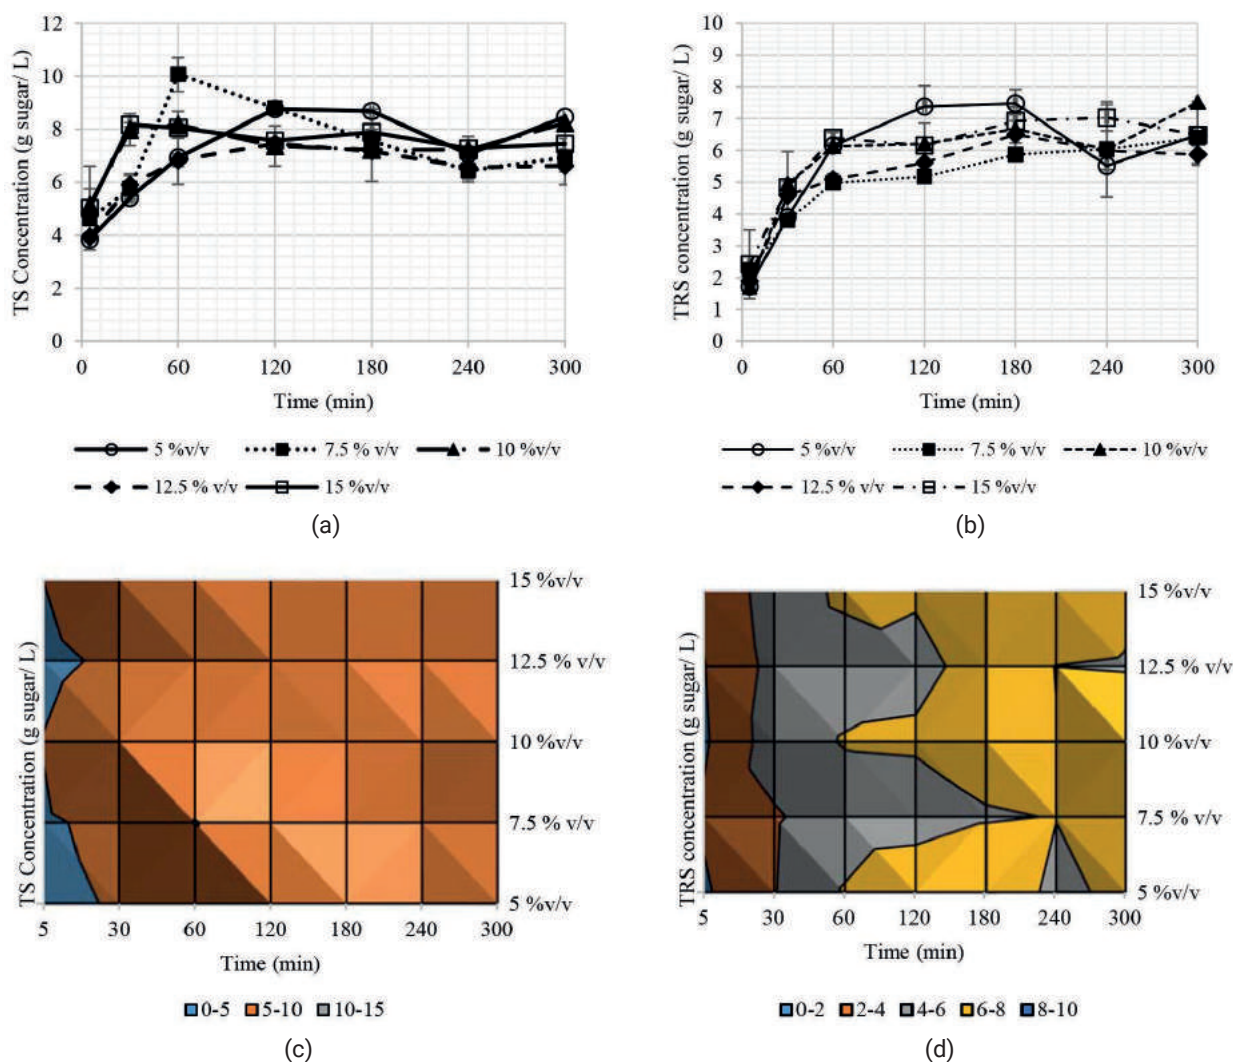 TS Concentration (g sugar/ L)
12
10
8
6
4
2
0
0 60 120 180 240 300
Time (min)
5 %v/v 7.5 % v/v 10 %v/v
12.5 % v/v 15 %v/v
(a)
TRS concentration (g sugar/ L)
10
9
8
7
6
5
4
3
2
1
0
0 60 120 180 240 300
Time (min)
5 %v/v 7.5 % v/v 10 %v/v
12.5 % v/v 15 %v/v
(b)
TS Concentration (g sugar/ L)
15 %v/v
12.5 % v/v
10 %v/v
7.5 % v/v
5 %v/v
5 30 60 120 180 240 300
Time (min)
0-5 5-10 10-15
(c)
TRS concentration (g sugar/ L)
15 %v/v
12.5 % v/v
10 %v/v
7.5 % v/v
5 %v/v
5 30 60 120 180 240 300
Time (min)
0-2 2-4 4-6 6-8 8-10
(d)